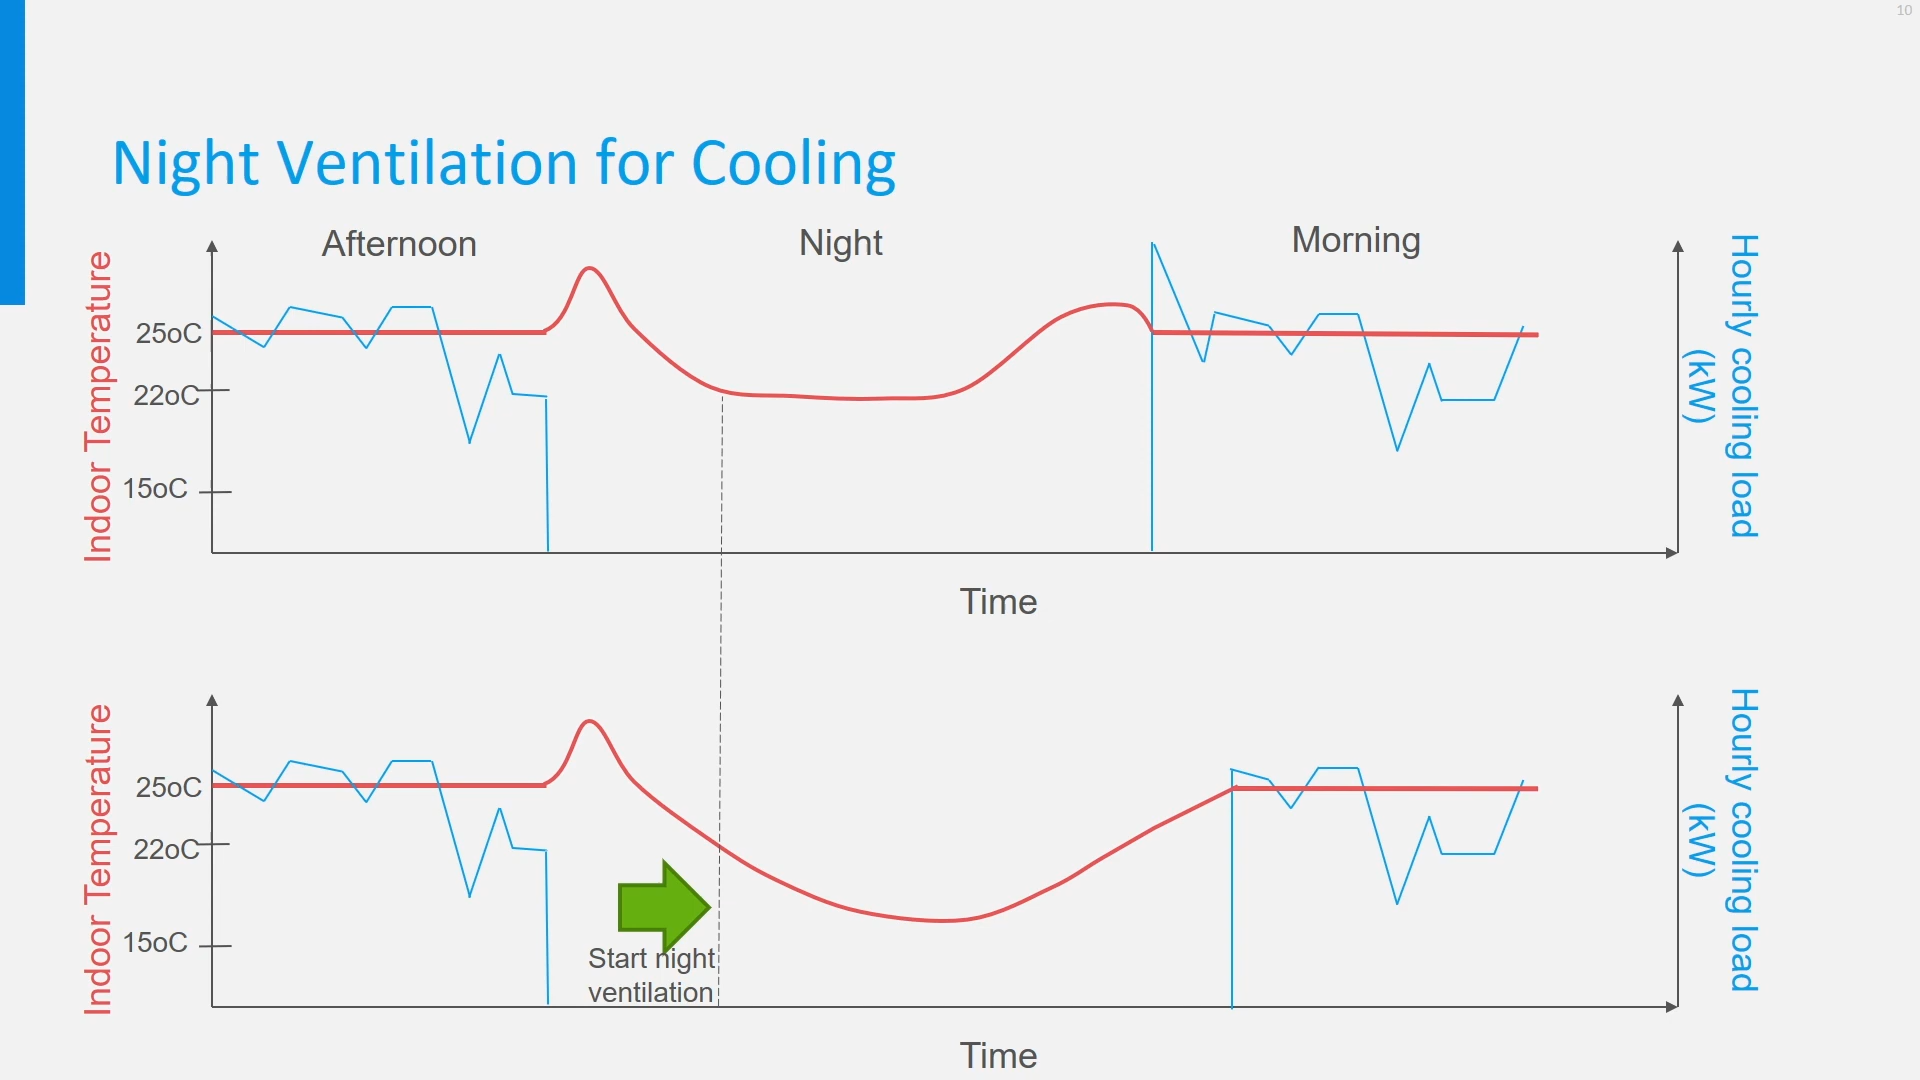 10
Night Ventilation for Cooling
Afternoon
Night
Morning
Indoor Temperature
25oC
22oC
15oC
Hourly cooling load
(kW)
Time
Indoor Temperature
25oC
22oC
15oC
Start night
ventilation
Hourly cooling load
(kW)
Time